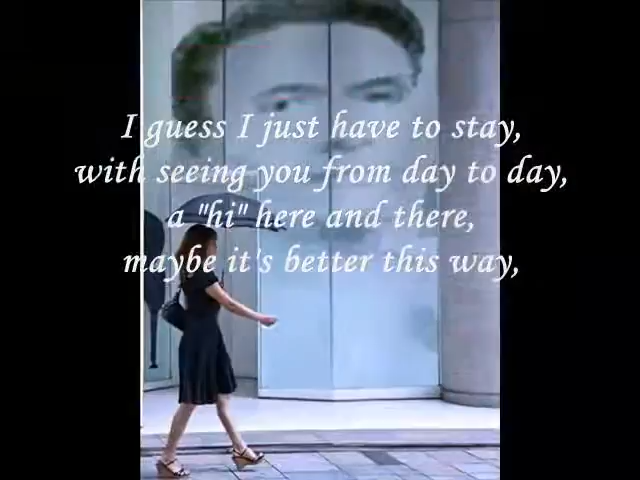 I guess I just have to stay,
with seeing you from day to day,
a "hi" here and there,
maybe it's better this way,